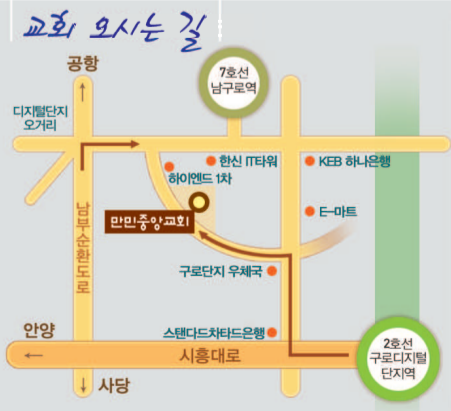 교회 오시는 길
공항
7호선
남구로역
디지털단지
오거리
한신 IT타워
KEB 하나은행
하이엔드 1차
남부순환도로
만민중앙교회
E-마트
구로단지 우체국
안양
스탠다드차타드은행
시흥대로
2호선
구로디지털
단지역
사당